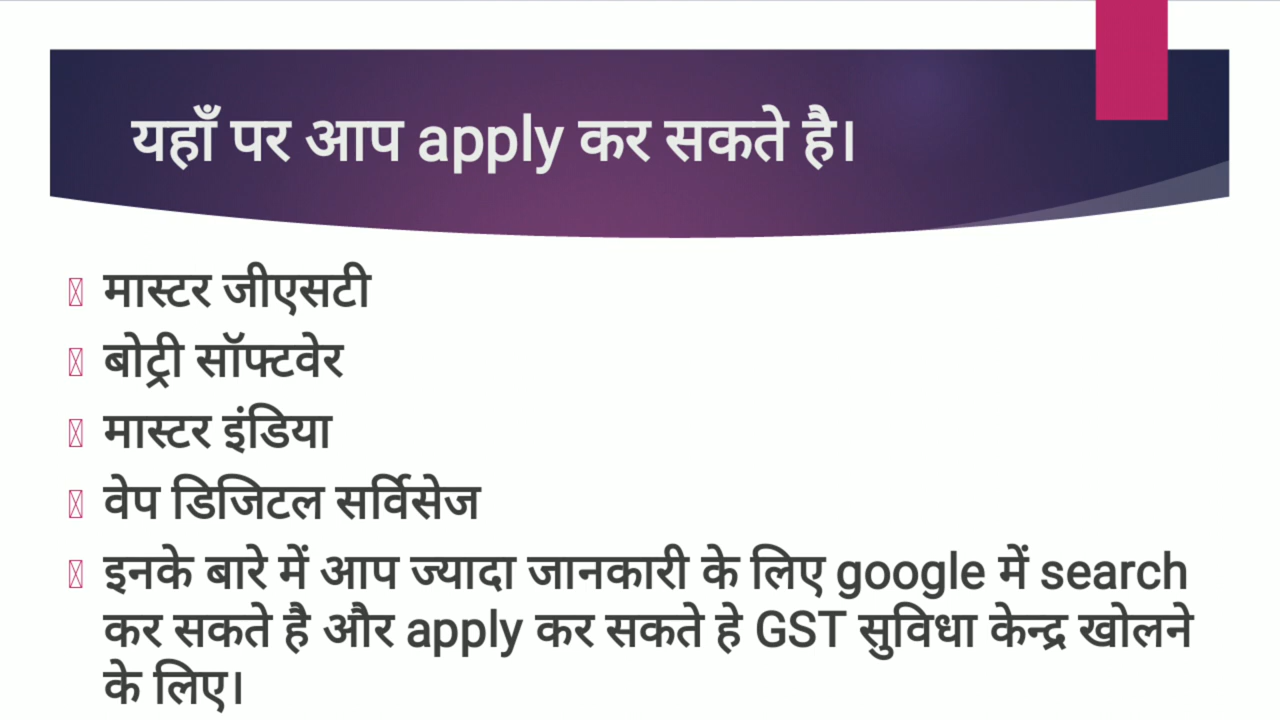 यहाँ पर आप apply कर सकते है।
मास्टर जीएसटी
बोट्री सॉफ्टवेर
मास्टर इंडिया
वेप डिजिटल सर्विसेज
इनके बारे में आप ज्यादा जानकारी के लिए google में search
कर सकते है और apply कर सकते हे GST सुविधा केन्द्र खोलने
के लिए।